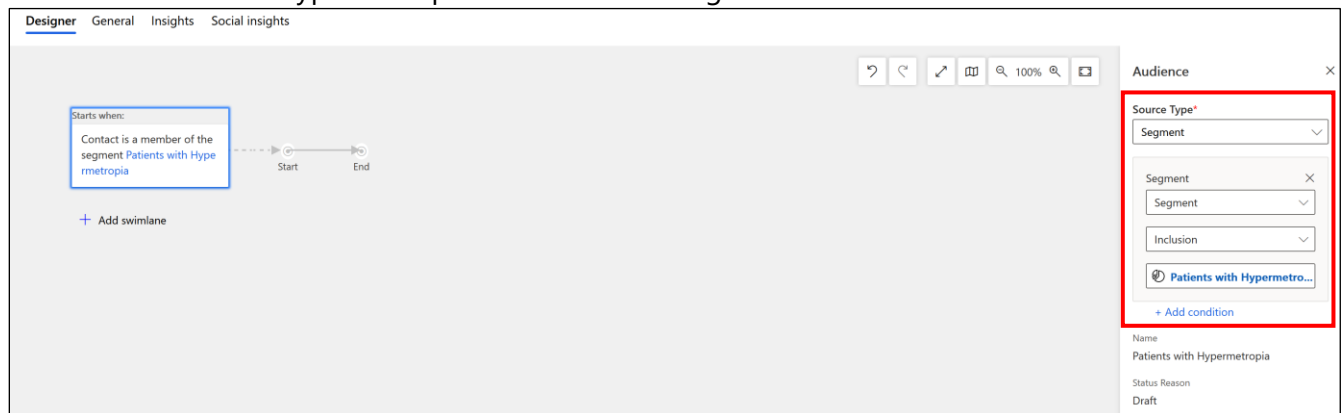 Designer General Insights Social insights
100%
Starts when:
Contact is a member of the
segment Patients with Hype
rmetropia
Start End
+ Add swimlane
Audience
Source Type*
Segment
Segment
Segment
Inclusion
Patients with Hypermetro...
+ Add condition
Name
Patients with Hypermetropia
Status Reason
Draft